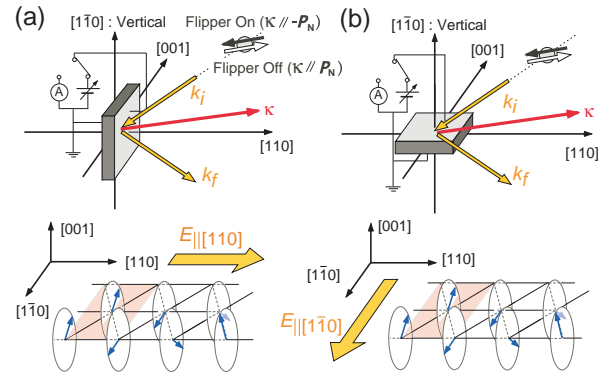 (a)
[11̄0] : Vertical
Flipper On (κ // -P_N)
[001]
Flipper Off (κ // P_N)
A
k_i
κ
[110]
k_f
[001]
E_||[110]
[110]
[11̄0]
(b)
[11̄0] : Vertical
[001]
A
k_i
κ
[110]
k_f
[001]
[110]
[11̄0]
E_||[11̄0]